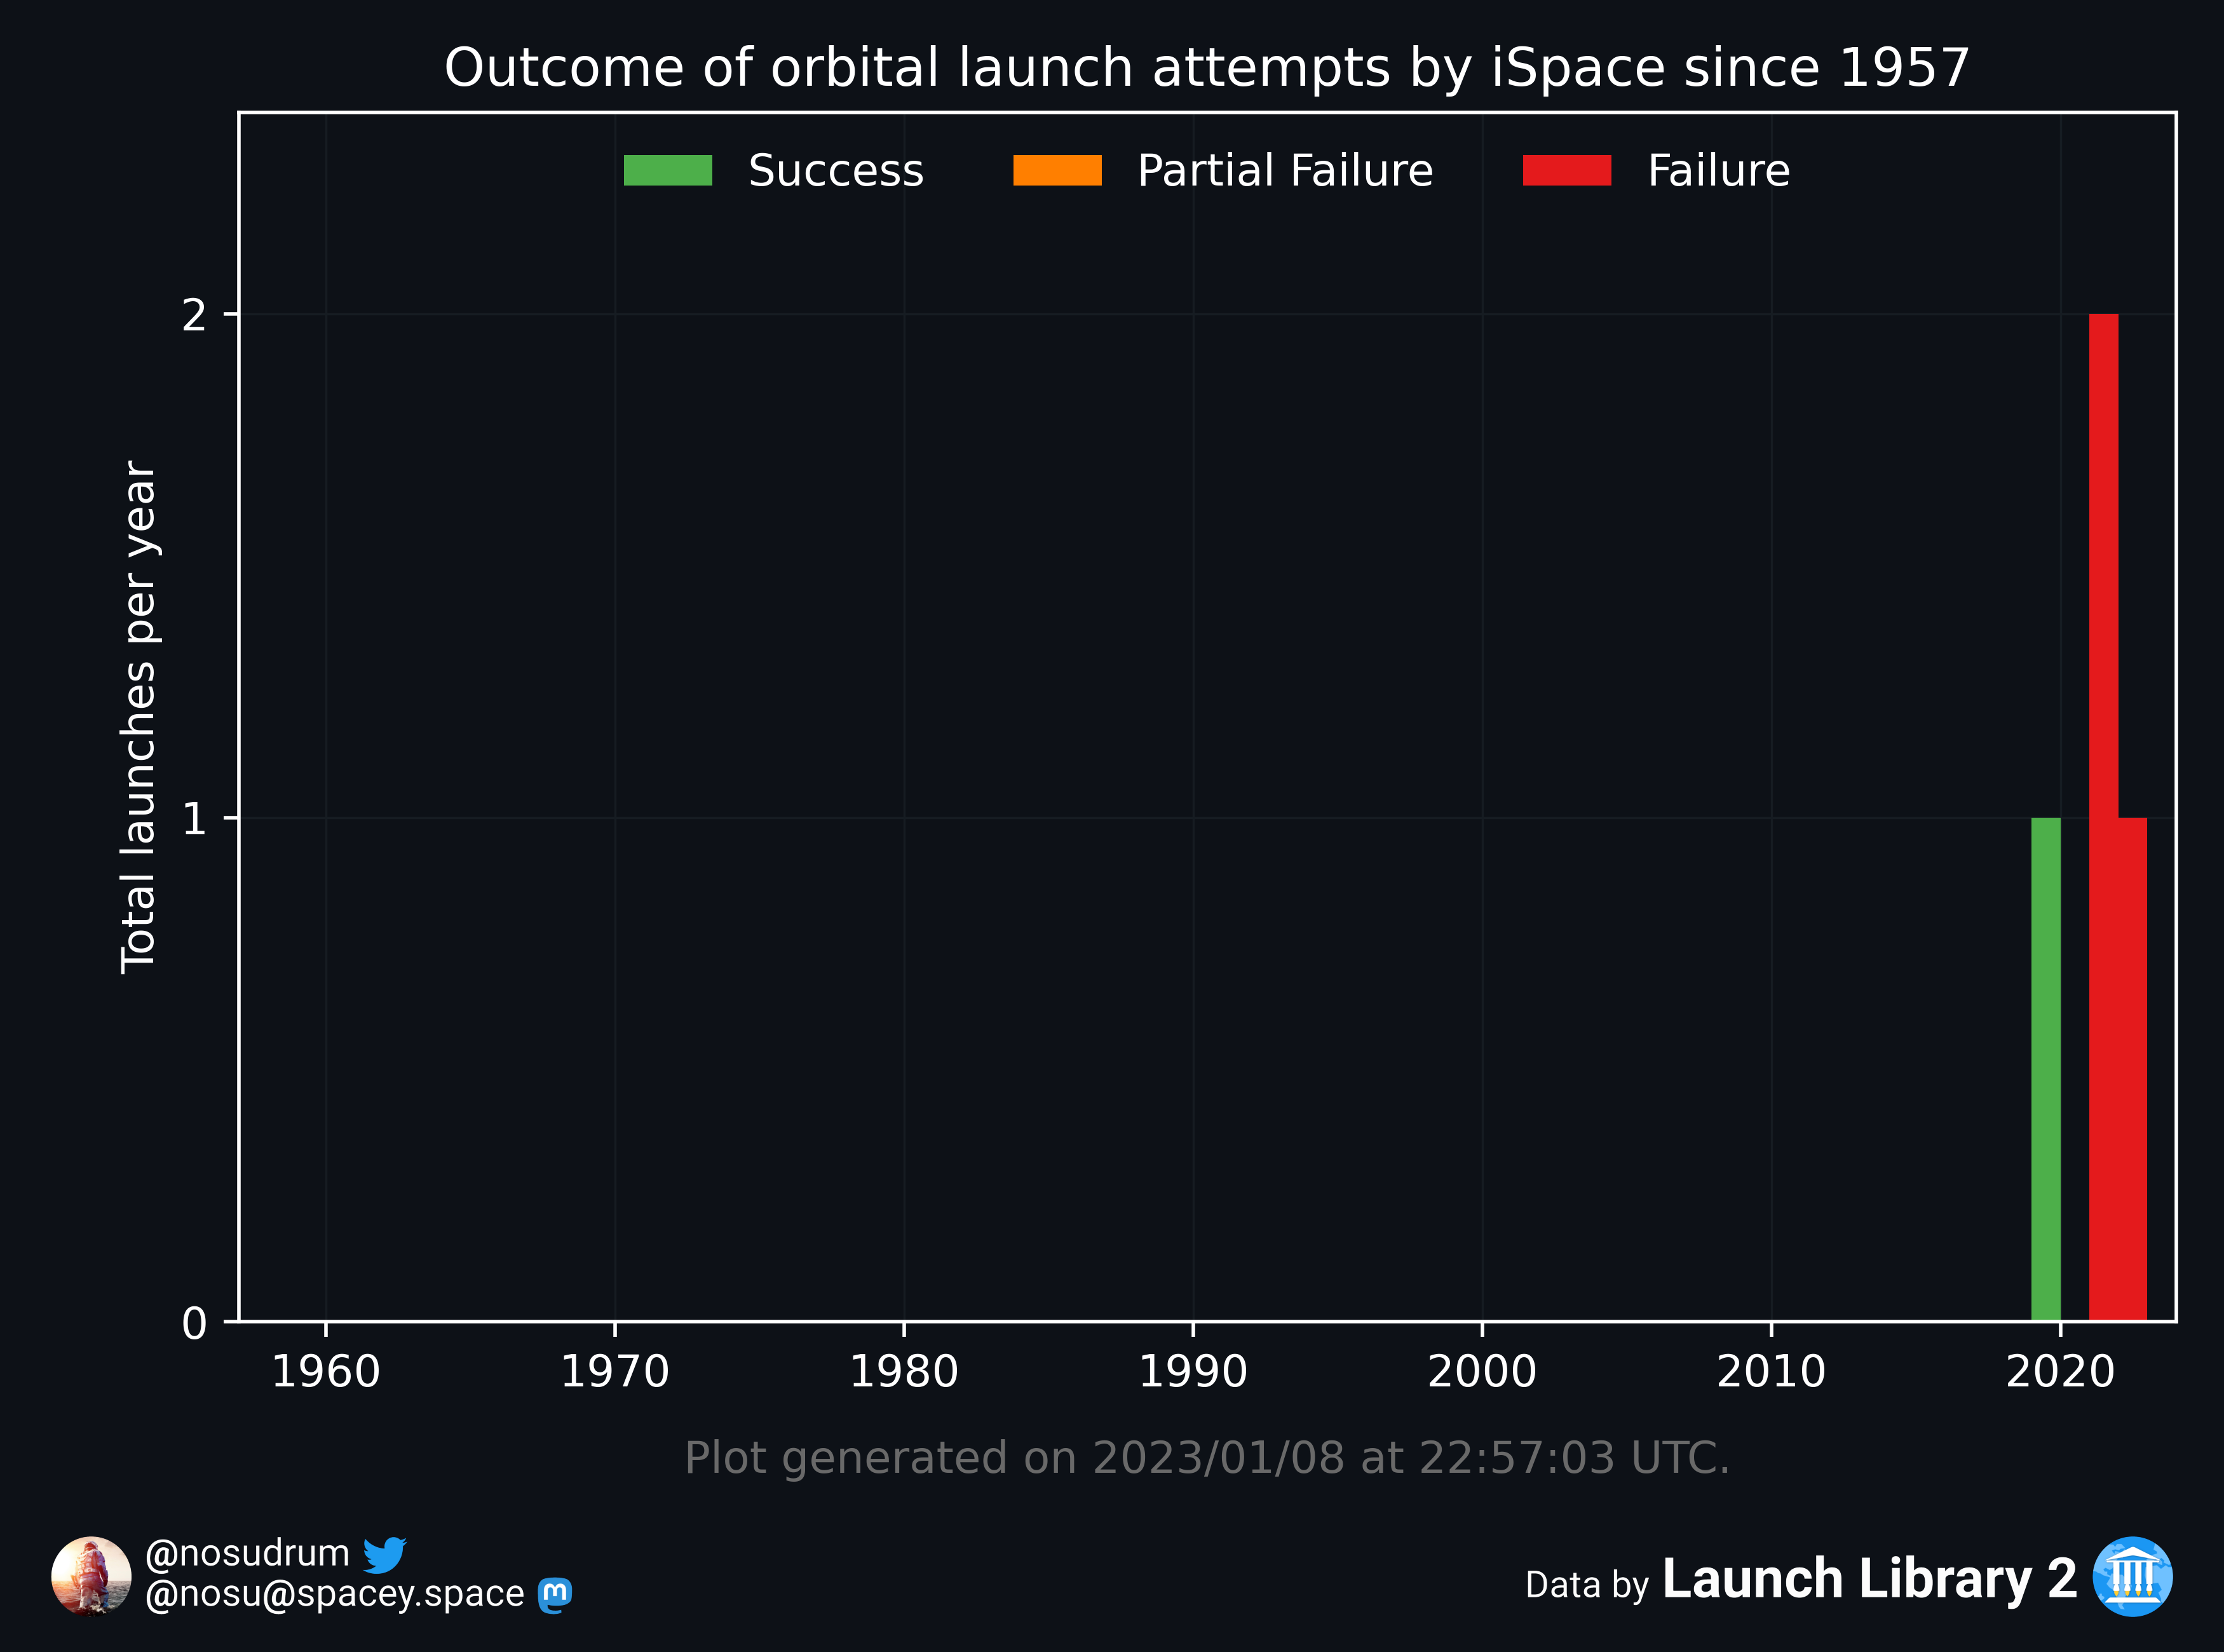 Outcome of orbital launch attempts by iSpace since 1957
Success Partial Failure Failure
Total launches per year
2
1
0
1960 1970 1980 1990 2000 2010 2020
Plot generated on 2023/01/08 at 22:57:03 UTC.
@nosudrum
@nosu@spacey.space
Data by Launch Library 2